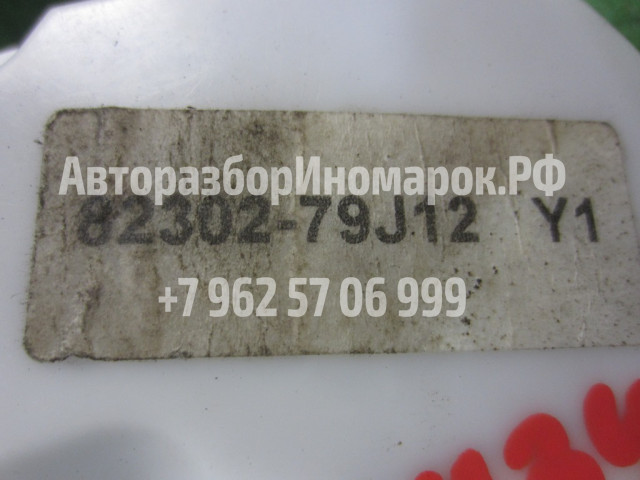 АвторазборИномарок.РФ
82302-79J12 Y1
+7 962 57 06 999